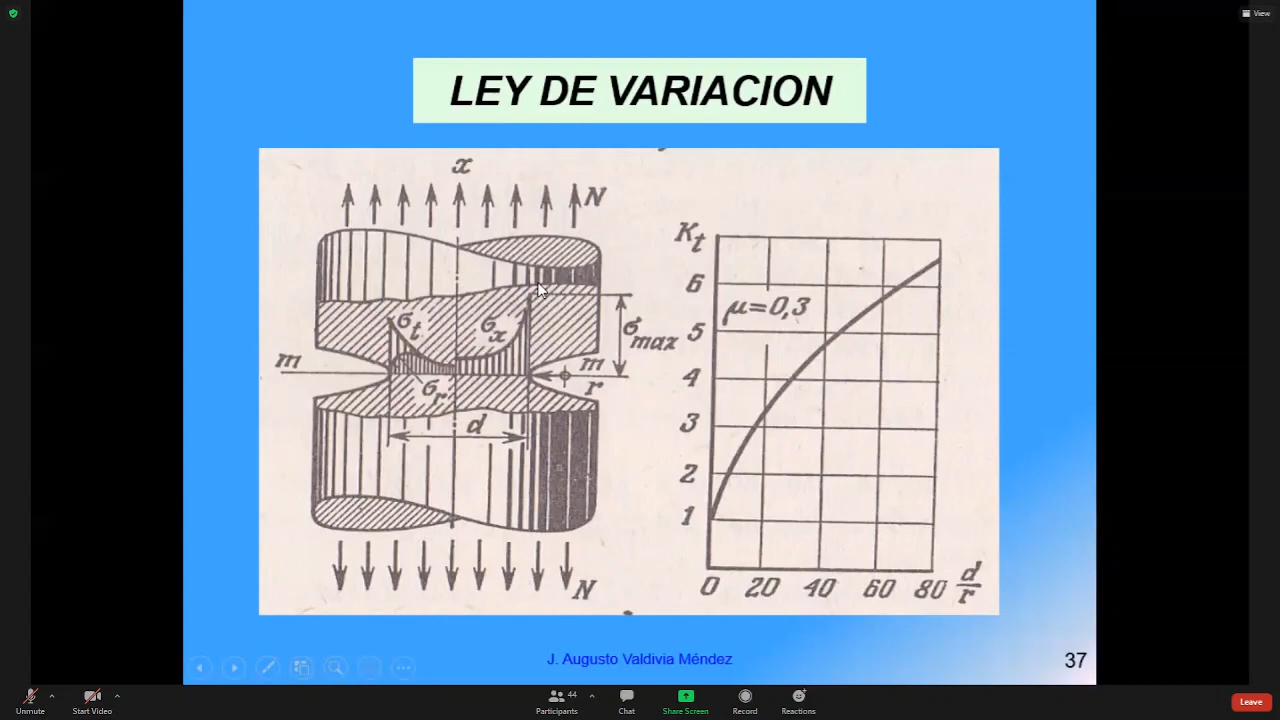 View
LEY DE VARIACION
x
N
σt
σx
σmax
m
m
r
σr
d
N
Kt
6
5
4
3
2
1
μ=0,3
0 20 40 60 80 d/r
J. Augusto Valdivia Méndez
37
Unmute
Start Video
44
Participants
Chat
Share Screen
Record
Reactions
Leave